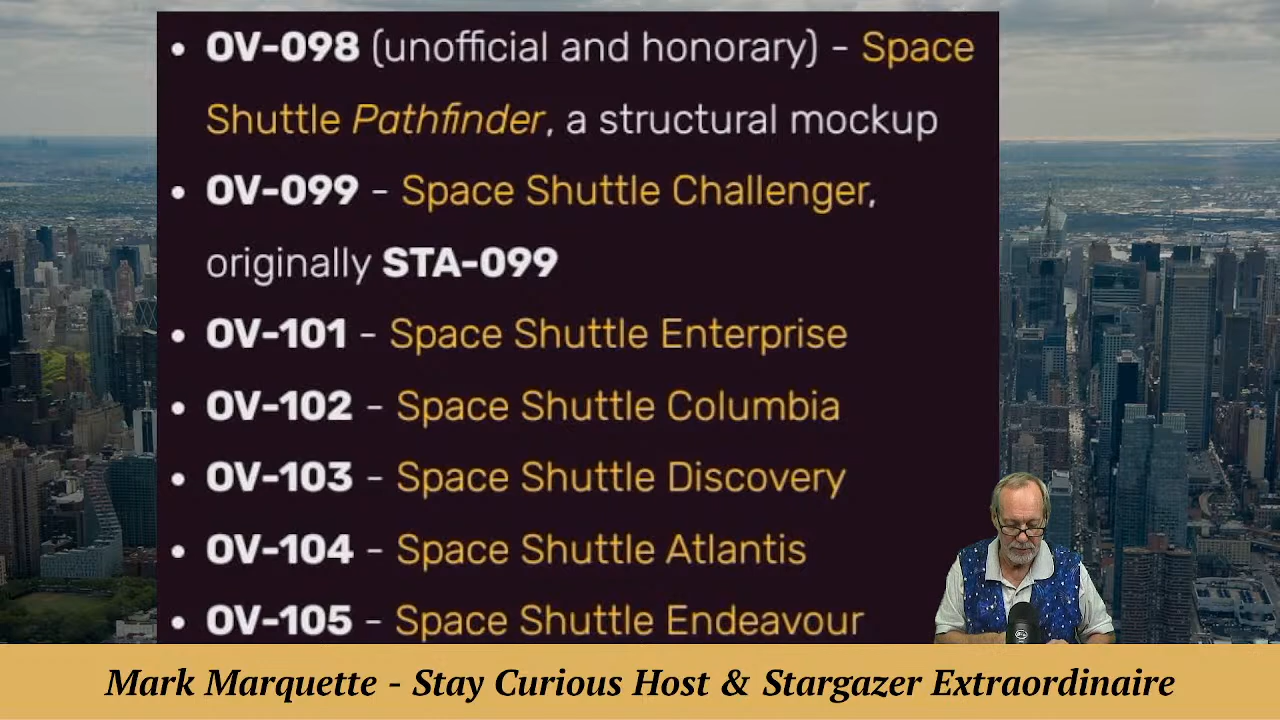 • OV-098 (unofficial and honorary) - Space
Shuttle Pathfinder, a structural mockup
• OV-099 - Space Shuttle Challenger,
originally STA-099
• OV-101 - Space Shuttle Enterprise
• OV-102 - Space Shuttle Columbia
• OV-103 - Space Shuttle Discovery
• OV-104 - Space Shuttle Atlantis
• OV-105 - Space Shuttle Endeavour
Mark Marquette - Stay Curious Host & Stargazer Extraordinaire